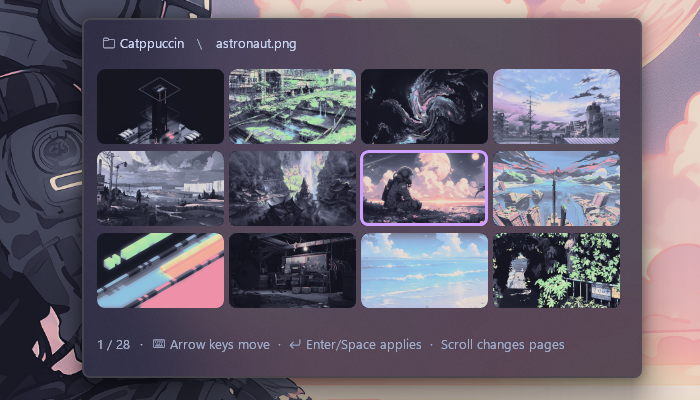 Catppuccin \ astronaut.png
1 / 28 · Arrow keys move · Enter/Space applies · Scroll changes pages